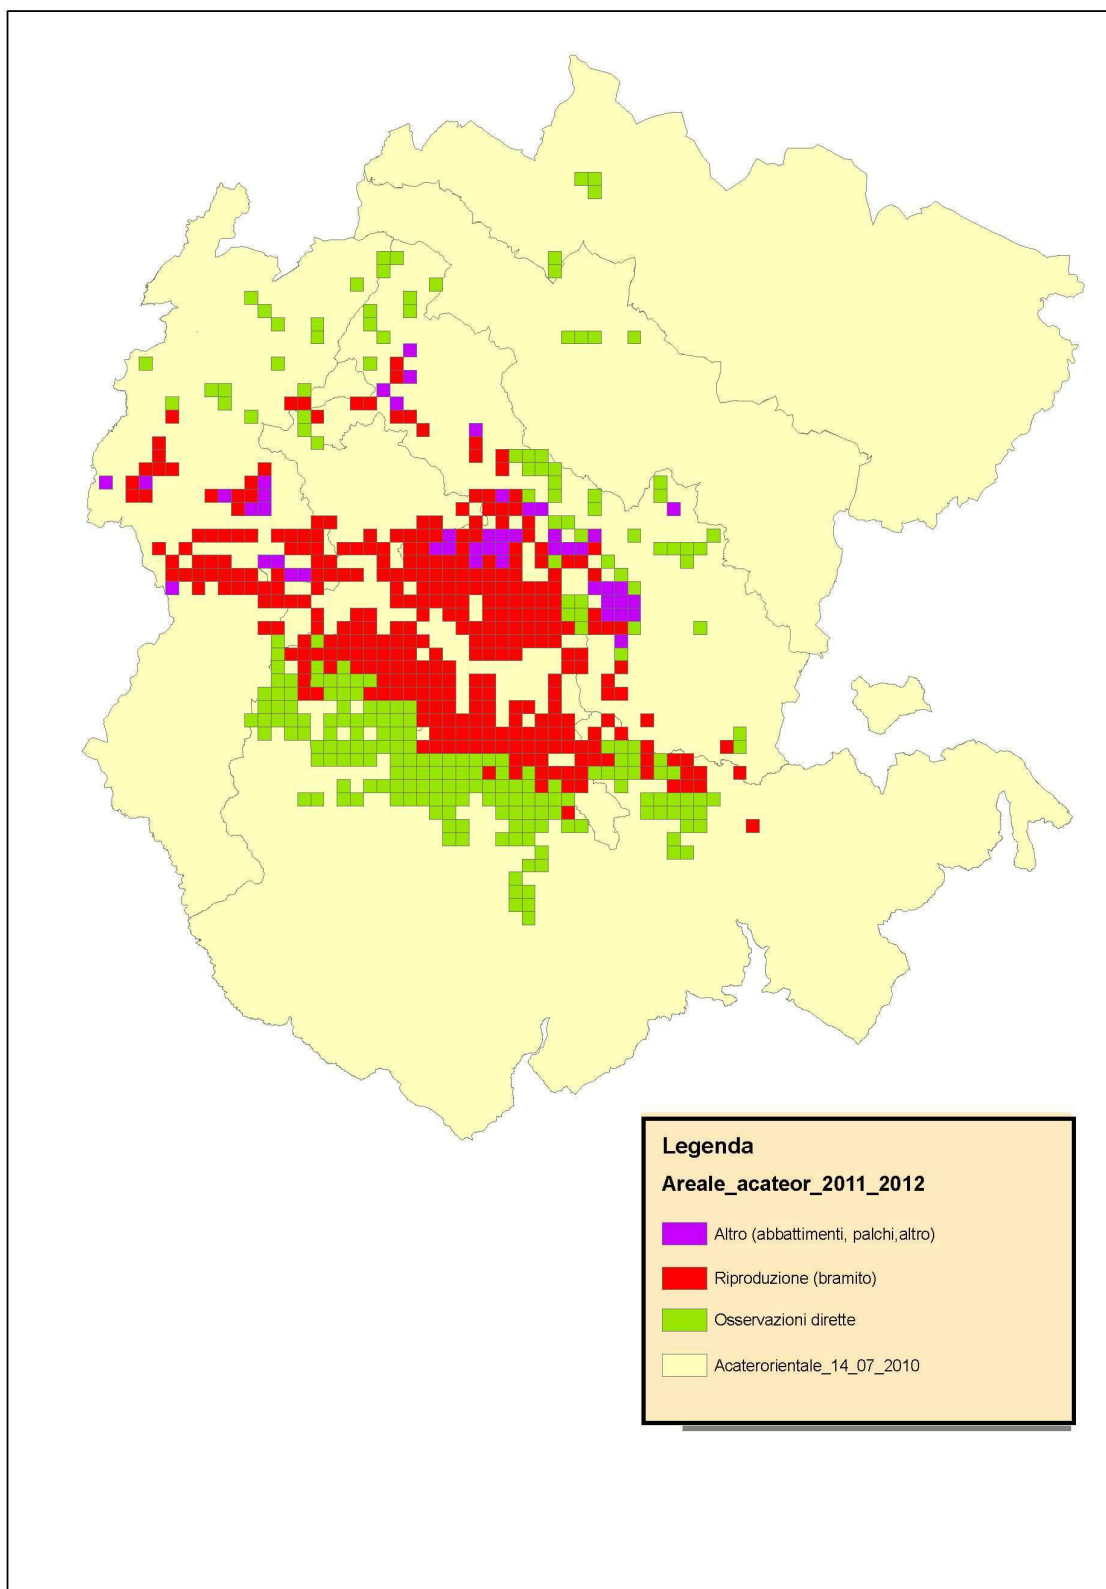 Legenda
Areale_acateor_2011_2012
Altro (abbattimenti, palchi,altro)
Riproduzione (bramito)
Osservazioni dirette
Acaterorientale_14_07_2010